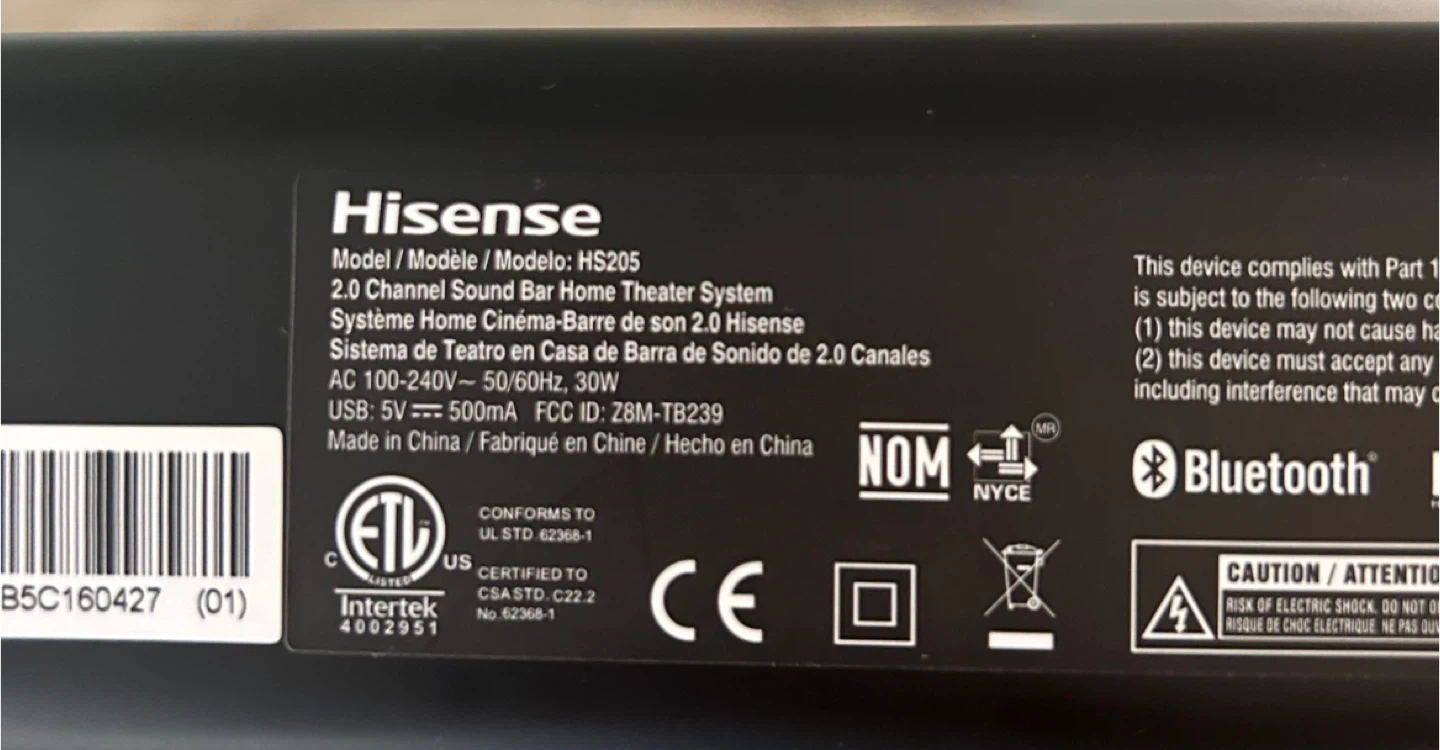 Hisense
Model / Modèle / Modelo: HS205
2.0 Channel Sound Bar Home Theater System
Système Home Cinéma-Barre de son 2.0 Hisense
Sistema de Teatro en Casa de Barra de Sonido de 2.0 Canales
AC 100-240V~ 50/60Hz, 30W
USB: 5V⎓500mA FCC ID: Z8M-TB239
Made in China / Fabriqué en Chine / Hecho en China
B5C160427 (01)
ETL
LISTED
C US
Intertek
4002951
CONFORMS TO
UL STD. 62368-1
CERTIFIED TO
CSA STD. C22.2
No. 62368-1
CE
NOM
NYCE
MR
This device complies with Part 1
is subject to the following two
(1) this device may not cause
(2) this device must accept any
including interference that may
Bluetooth®
CAUTION / ATTENTIO
RISK OF ELECTRIC SHOCK. DO NOT
RISQUE DE CHOC ELECTRIQUE. NE PAS